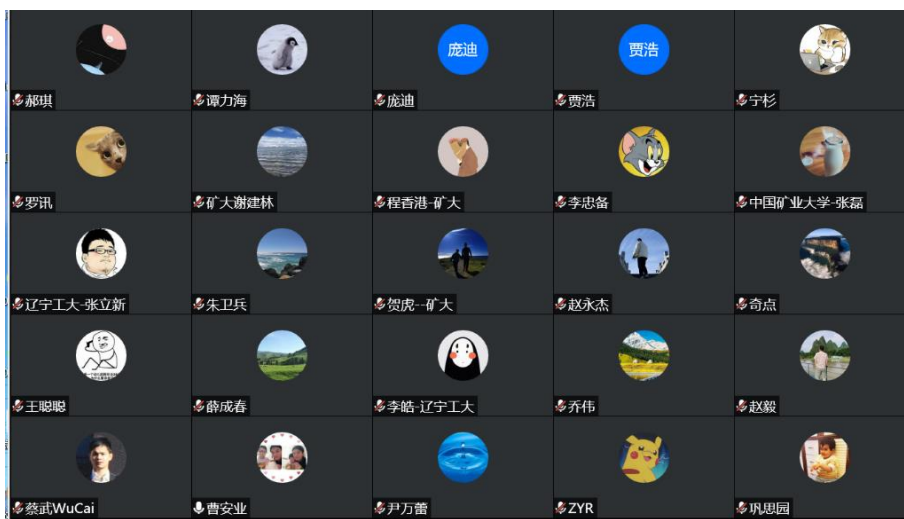 庞迪
贾浩
郝琪
谭力海
庞迪
贾浩
宁杉
罗讯
矿大谢建林
程香港-矿大
李忠备
中国矿业大学-张磊
辽宁工大-张立新
朱卫兵
贺虎--矿大
赵永杰
奇点
王聪聪
薛成春
李皓-辽宁工大
乔伟
赵毅
蔡武WuCai
曹安业
尹万蕾
ZYR
巩思园